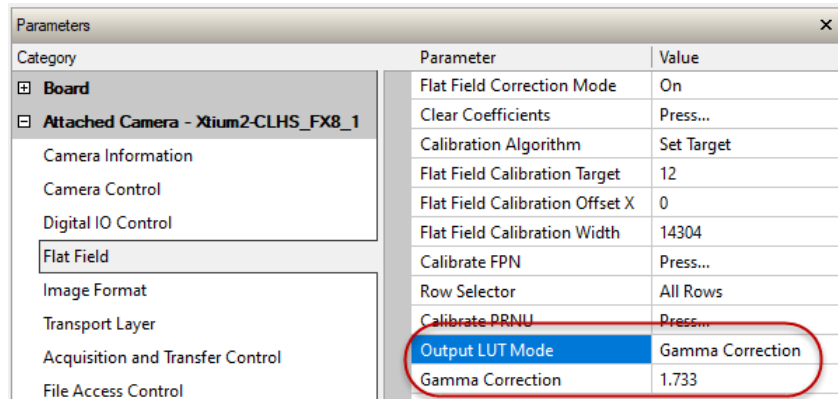 Parameters ×
Category Parameter Value
Board
Attached Camera - Xtium2-CLHS_FX8_1
Camera Information
Camera Control
Digital IO Control
Flat Field
Image Format
Transport Layer
Acquisition and Transfer Control
File Access Control
Flat Field Correction Mode On
Clear Coefficients Press...
Calibration Algorithm Set Target
Flat Field Calibration Target 12
Flat Field Calibration Offset X 0
Flat Field Calibration Width 14304
Calibrate FPN Press...
Row Selector All Rows
Calibrate PRNU Press...
Output LUT Mode Gamma Correction
Gamma Correction 1.733